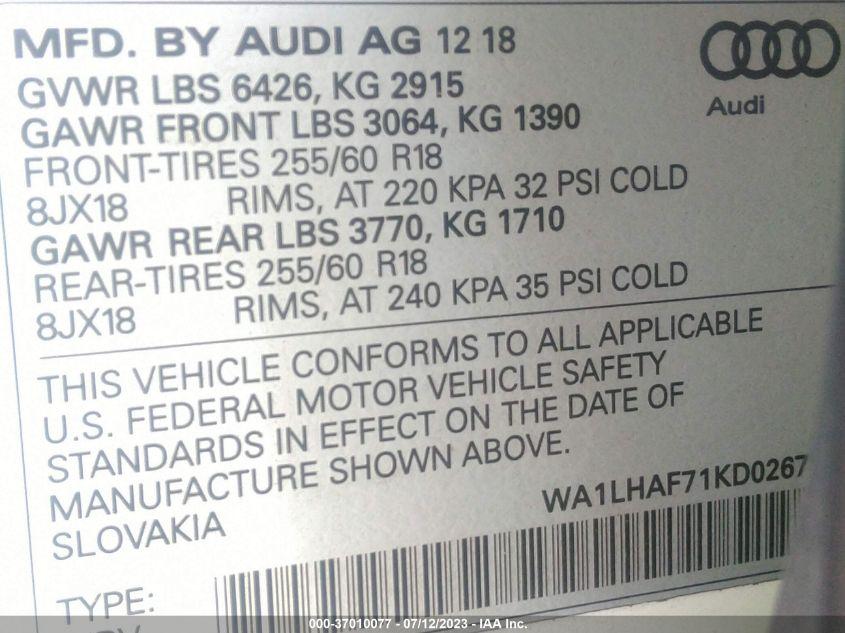 MFD. BY AUDI AG 12 18
GVWR LBS 6426, KG 2915
GAWR FRONT LBS 3064, KG 1390
FRONT-TIRES 255/60 R18
8JX18 RIMS, AT 220 KPA 32 PSI COLD
GAWR REAR LBS 3770, KG 1710
REAR-TIRES 255/60 R18
8JX18 RIMS, AT 240 KPA 35 PSI COLD
Audi
THIS VEHICLE CONFORMS TO ALL APPLICABLE
U.S. FEDERAL MOTOR VEHICLE SAFETY
STANDARDS IN EFFECT ON THE DATE OF
MANUFACTURE SHOWN ABOVE.
SLOVAKIA
WA1LHAF71KD0267
TYPE:
000-37010077 - 07/12/2023 - IAA Inc.